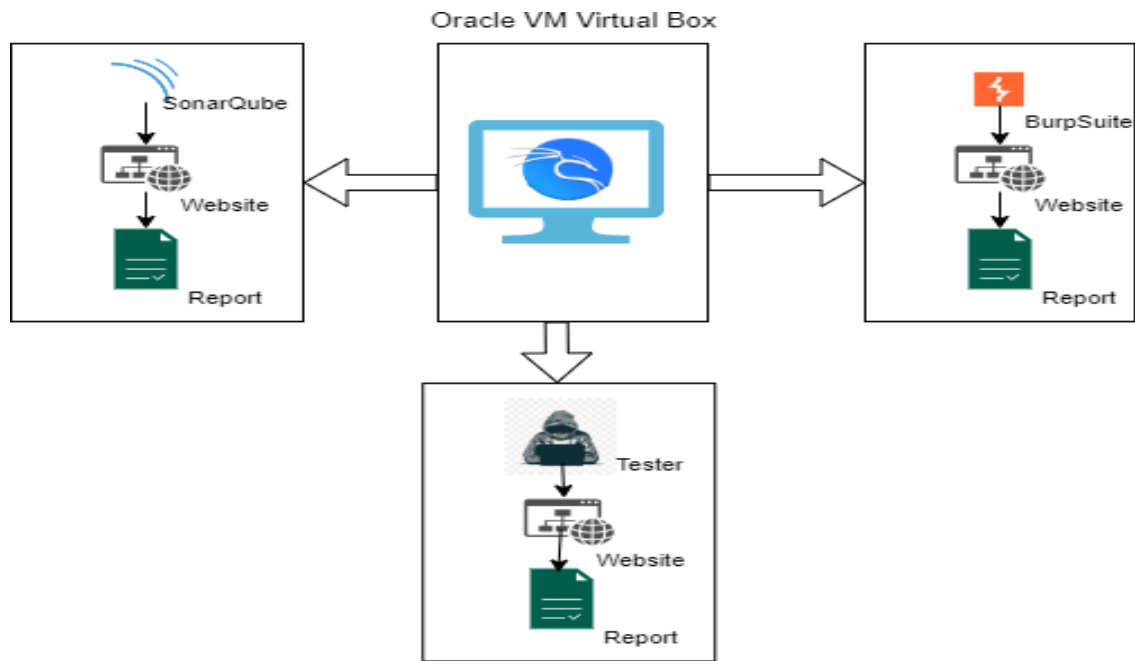 Oracle VM Virtual Box
SonarQube
Website
Report
BurpSuite
Website
Report
Tester
Website
Report